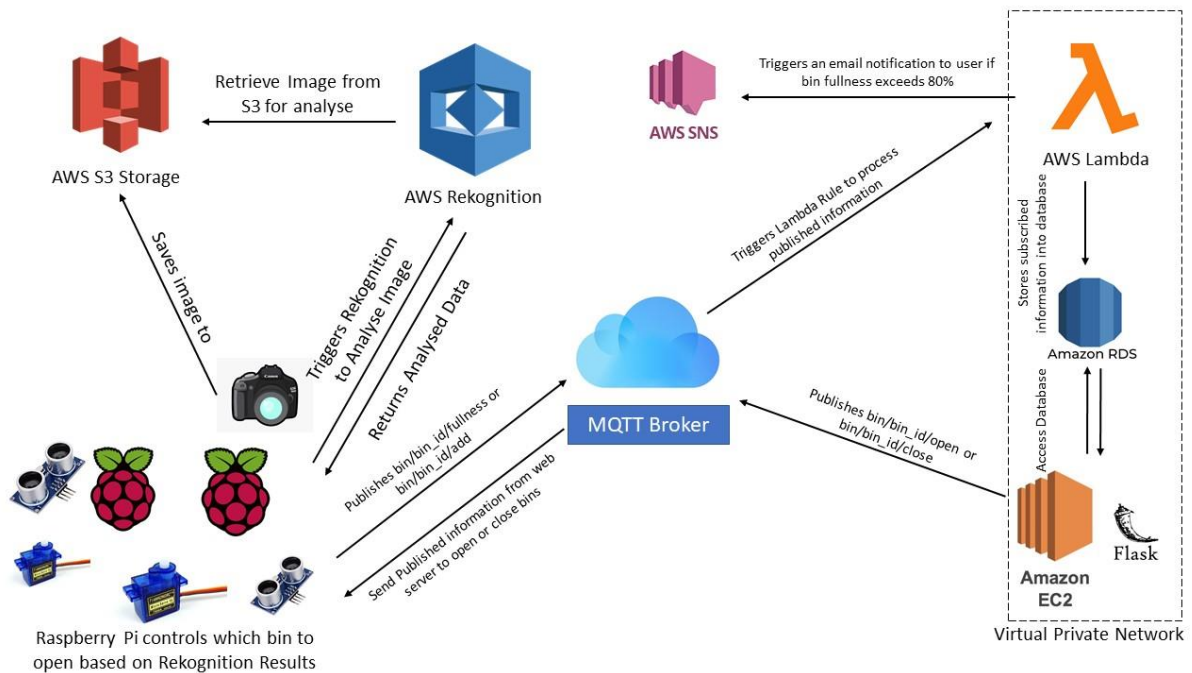 Retrieve Image from
S3 for analyse
AWS S3 Storage
AWS Rekognition
AWS SNS
Triggers an email notification to user if
bin fullness exceeds 80%
AWS Lambda
Saves image to
Triggers Rekognition
to Analyse Image
Returns Analysed Data
Triggers Lambda Rule to process
published information
Stores subscribed
information into database
Amazon RDS
MQTT Broker
Publishes bin/bin_id/fullness or
bin/bin_id/add
Send Published information from web
server to open or close bins
Publishes bin/bin_id/open or
bin/bin_id/close
Access Database
Flask
Amazon
EC2
Virtual Private Network
Raspberry Pi controls which bin to
open based on Rekognition Results